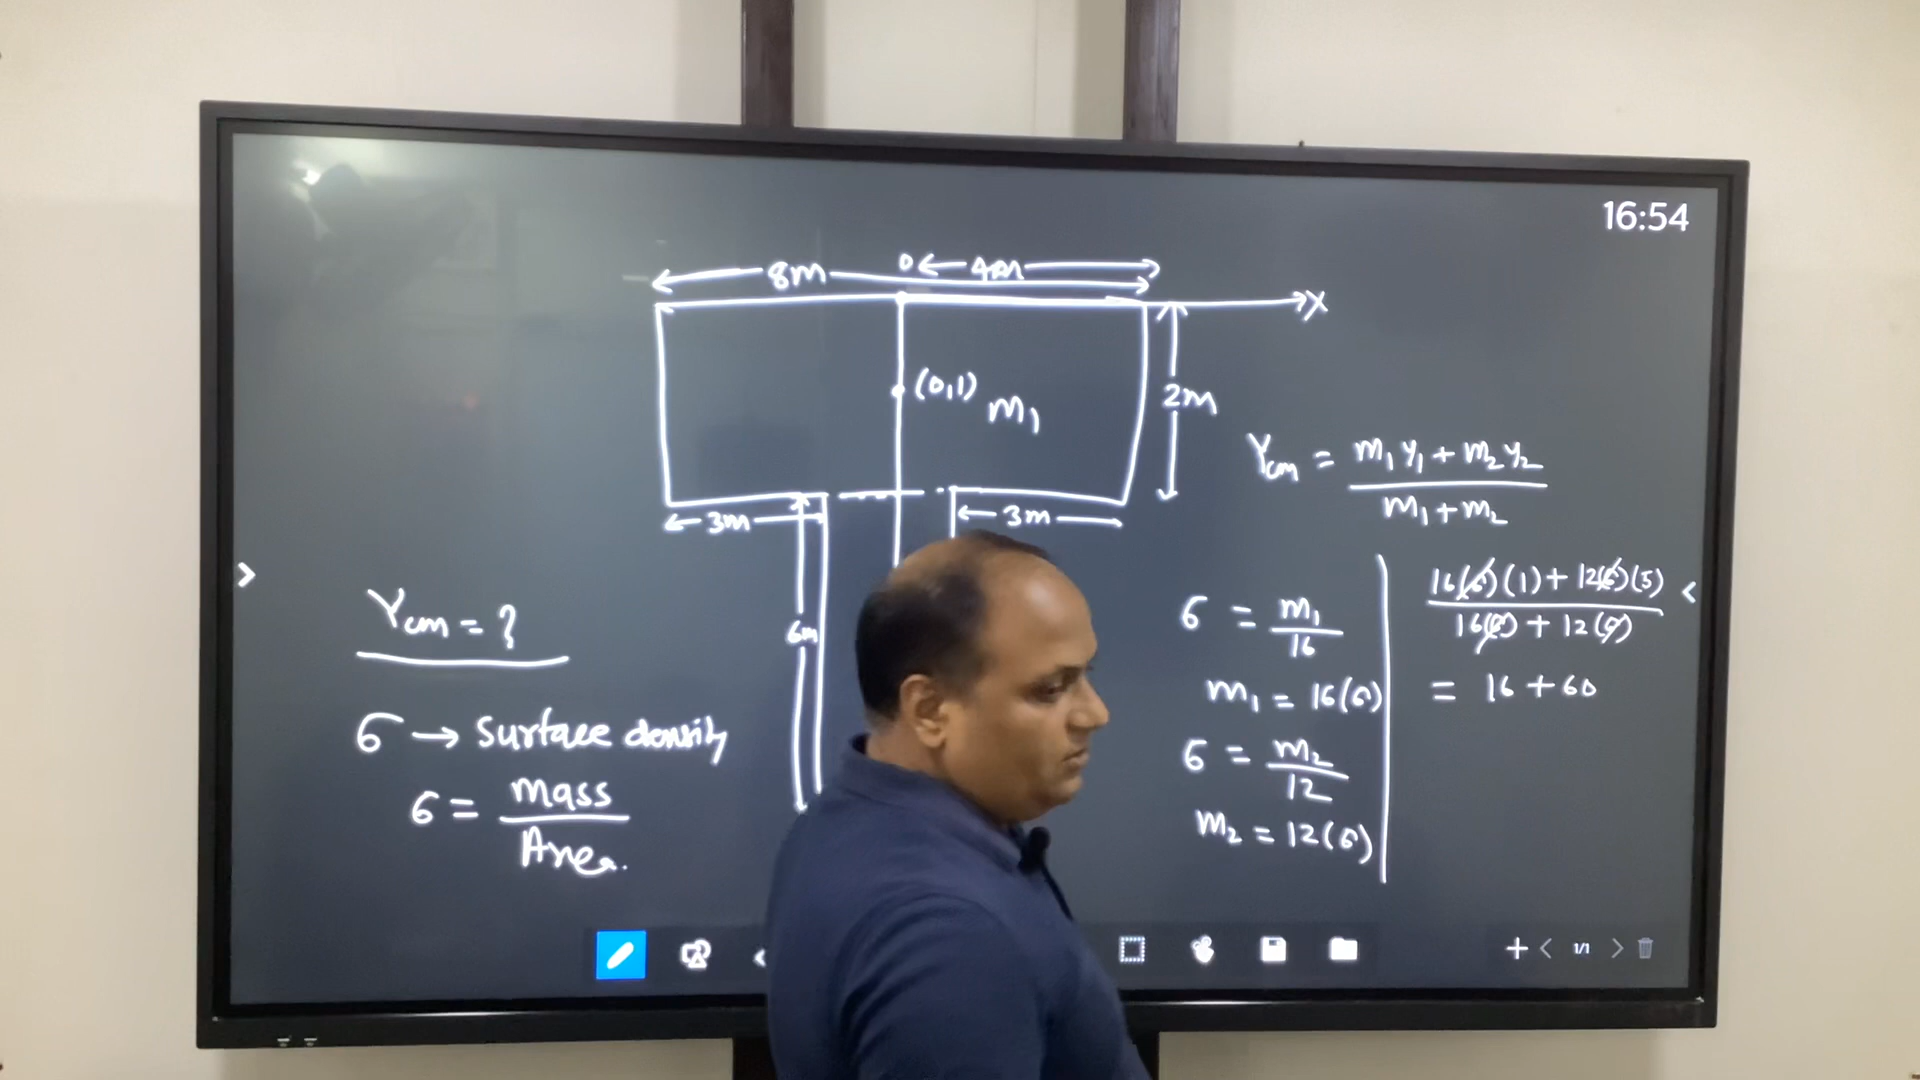 16:54
8m
0
4m
X
(0,1)
m₁
2m
3m
3m
6m
Ycm = ?
σ → Surface density
σ = mass / Area.
Ycm = m₁y₁ + m₂y₂ / m₁ + m₂
σ = m₁ / 16
m₁ = 16(σ)
σ = m₂ / 12
m₂ = 12(σ)
16(σ)(1) + 12(σ)(5) / 16(σ) + 12(σ)
= 16 + 60
1/1